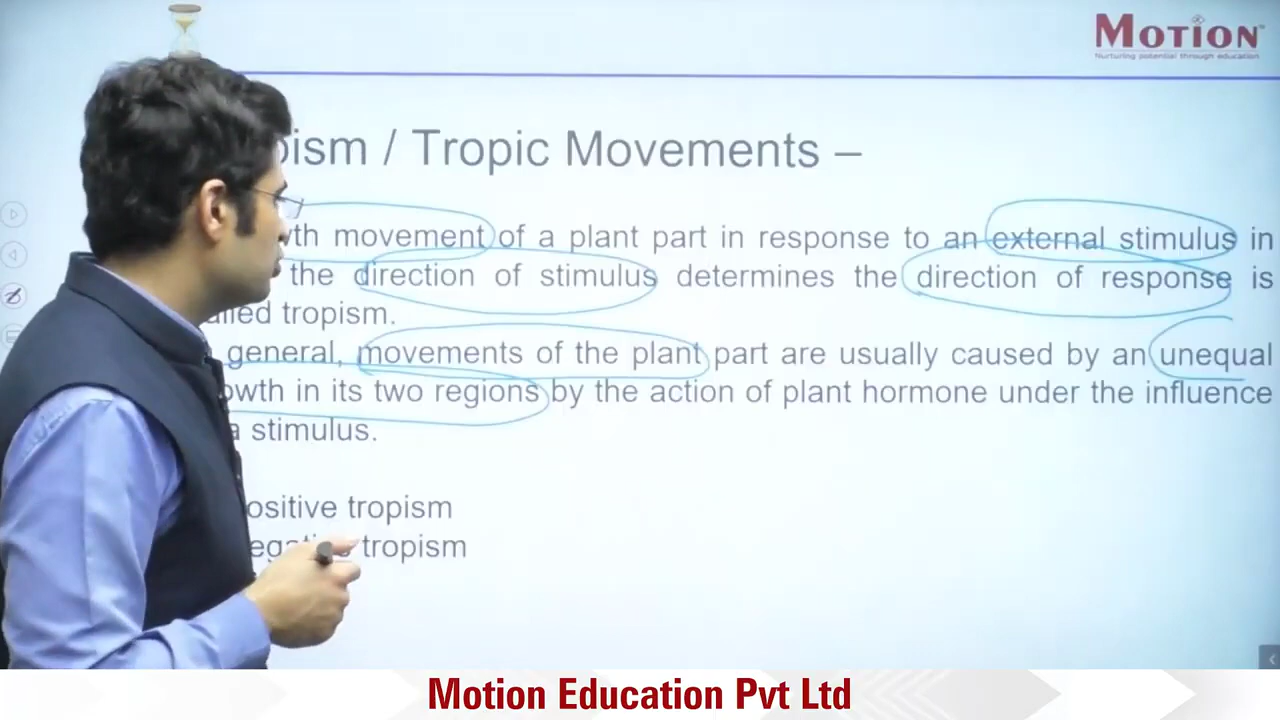 MOTION
Nurturing potential through education
pism / Tropic Movements –
wth movement of a plant part in response to an external stimulus in
the direction of stimulus determines the direction of response is
alled tropism.
general, movements of the plant part are usually caused by an unequal
owth in its two regions by the action of plant hormone under the influence
a stimulus.
ositive tropism
egative tropism
Motion Education Pvt Ltd